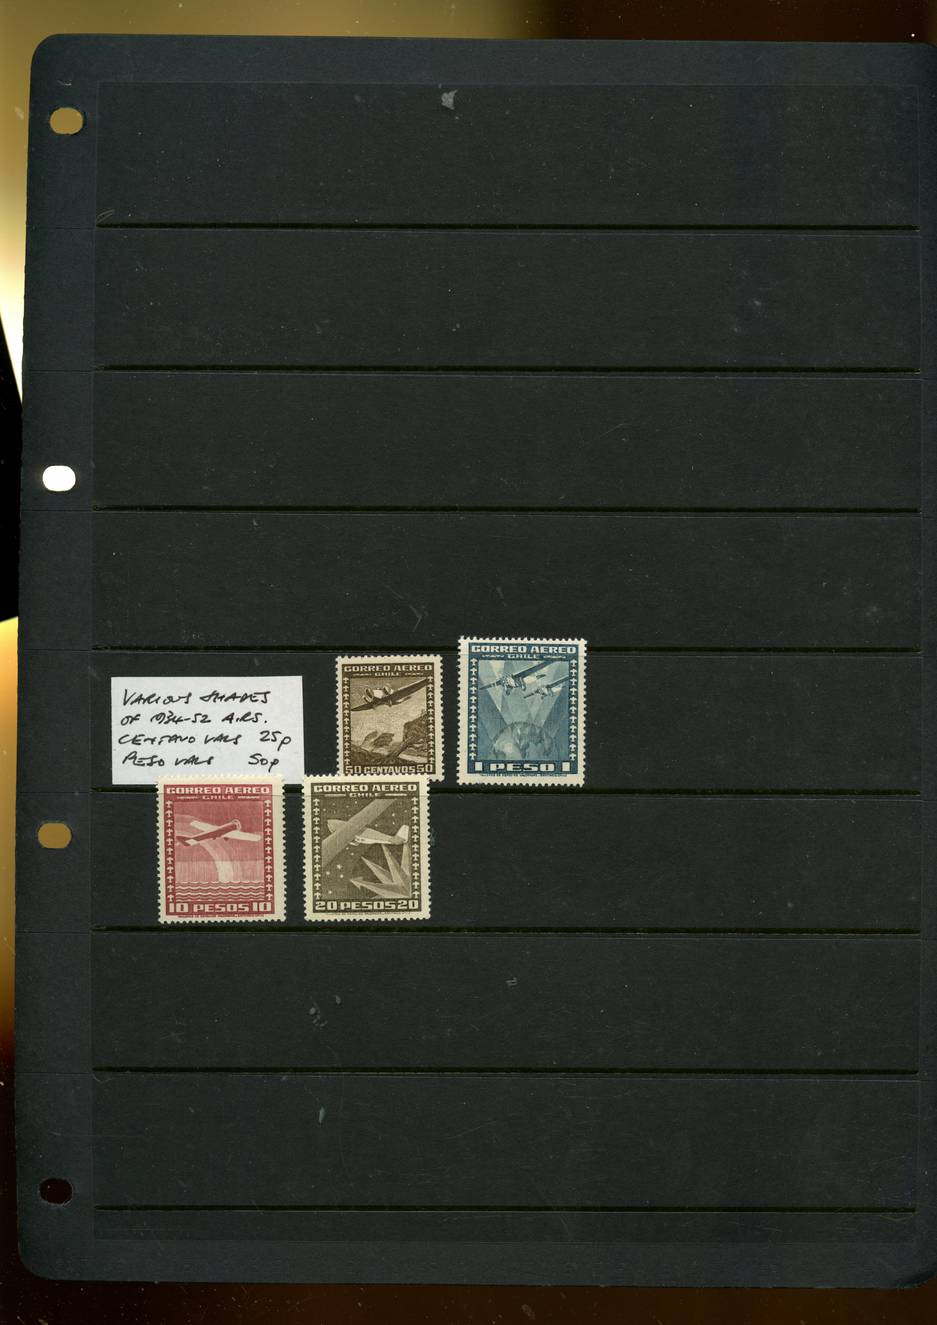 VARIOUS SHADES
OF 1934-52 AIRS.
CENTAVO VALS 25p
PESO VALS 50p
CORREO AEREO
CHILE
50 CENTAVOS 50
CORREO AEREO
CHILE
1 PESO 1
CORREO AEREO
CHILE
10 PESOS 10
CORREO AEREO
CHILE
20 PESOS 20